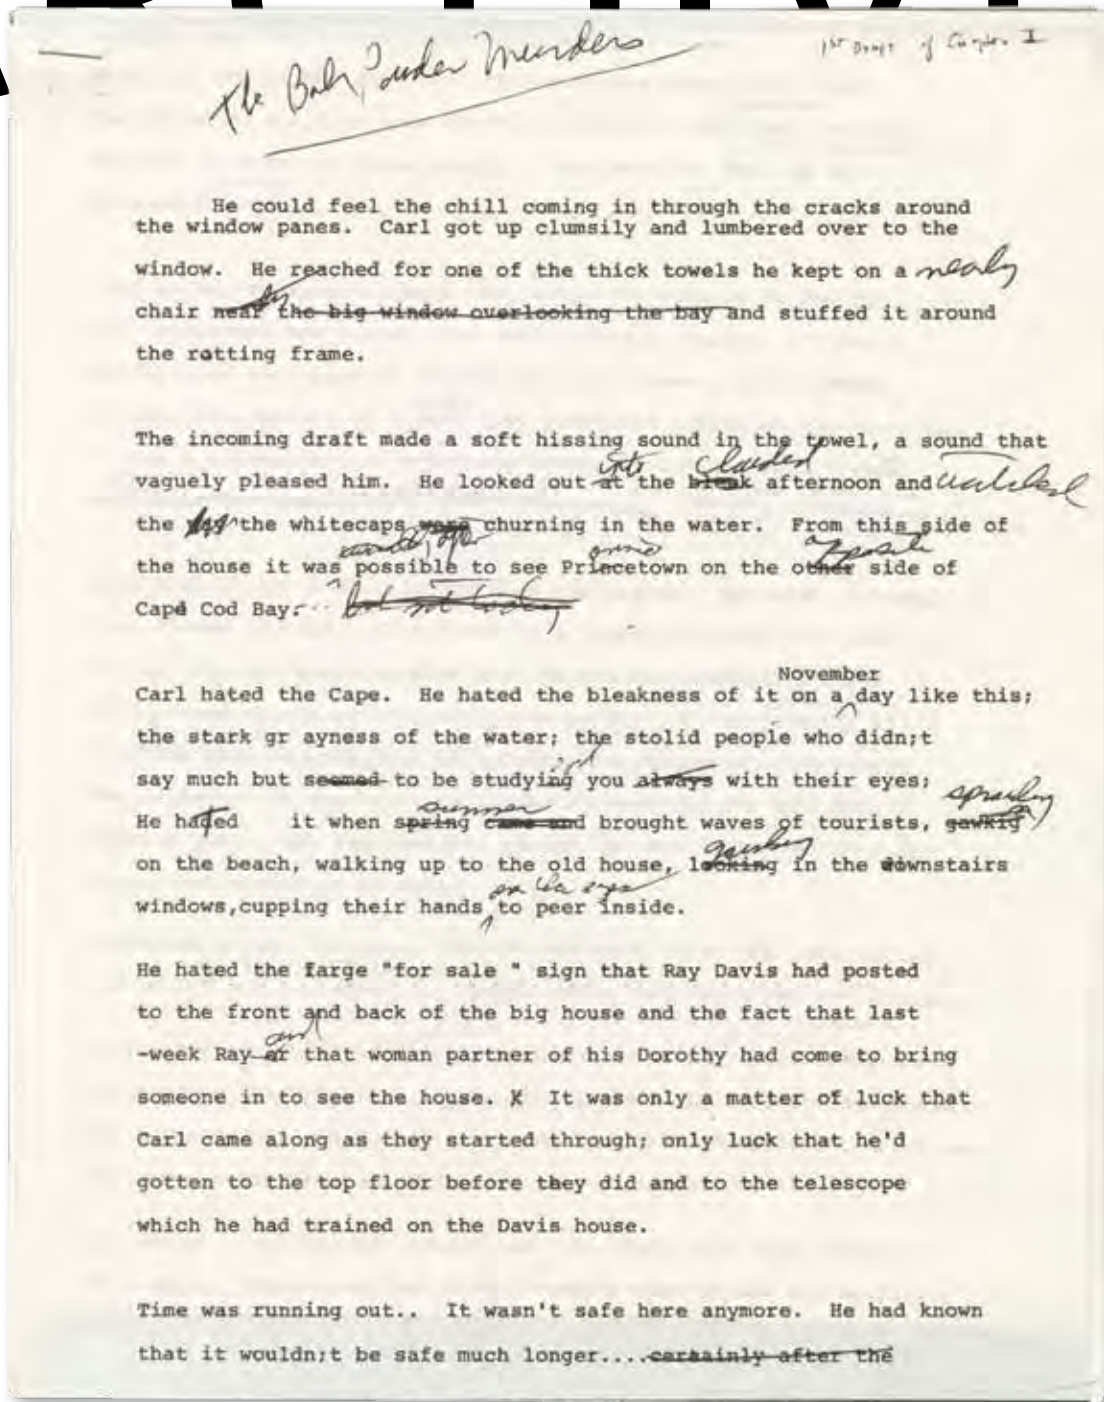 The Baby Powder Murders
1st Draft of Chapter I
He could feel the chill coming in through the cracks around
the window panes. Carl got up clumsily and lumbered over to the
window. He reached for one of the thick towels he kept on a nearby
chair near the big window overlooking the bay and stuffed it around
the rotting frame.
The incoming draft made a soft hissing sound in the towel, a sound that
into clouded
vaguely pleased him. He looked out at the bleak afternoon and watched
the the whitecaps were churning in the water. From this side of
opposite
the house it was possible to see Princetown on the other side of
Cape Cod Bay. but not today
November
Carl hated the Cape. He hated the bleakness of it on a day like this;
the stark gr ayness of the water; the stolid people who didn;t
say much but seemed to be studying you always with their eyes;
summer sprawling
He hated it when spring came and brought waves of tourists, gawkig
on the beach, walking up to the old house, looking in the downstairs
windows,cupping their hands to peer inside.
He hated the large "for sale " sign that Ray Davis had posted
to the front and back of the big house and the fact that last
and
-week Ray or that woman partner of his Dorothy had come to bring
someone in to see the house. X It was only a matter of luck that
Carl came along as they started through; only luck that he'd
gotten to the top floor before they did and to the telescope
which he had trained on the Davis house.
Time was running out.. It wasn't safe here anymore. He had known
that it wouldn;t be safe much longer....certainly after the